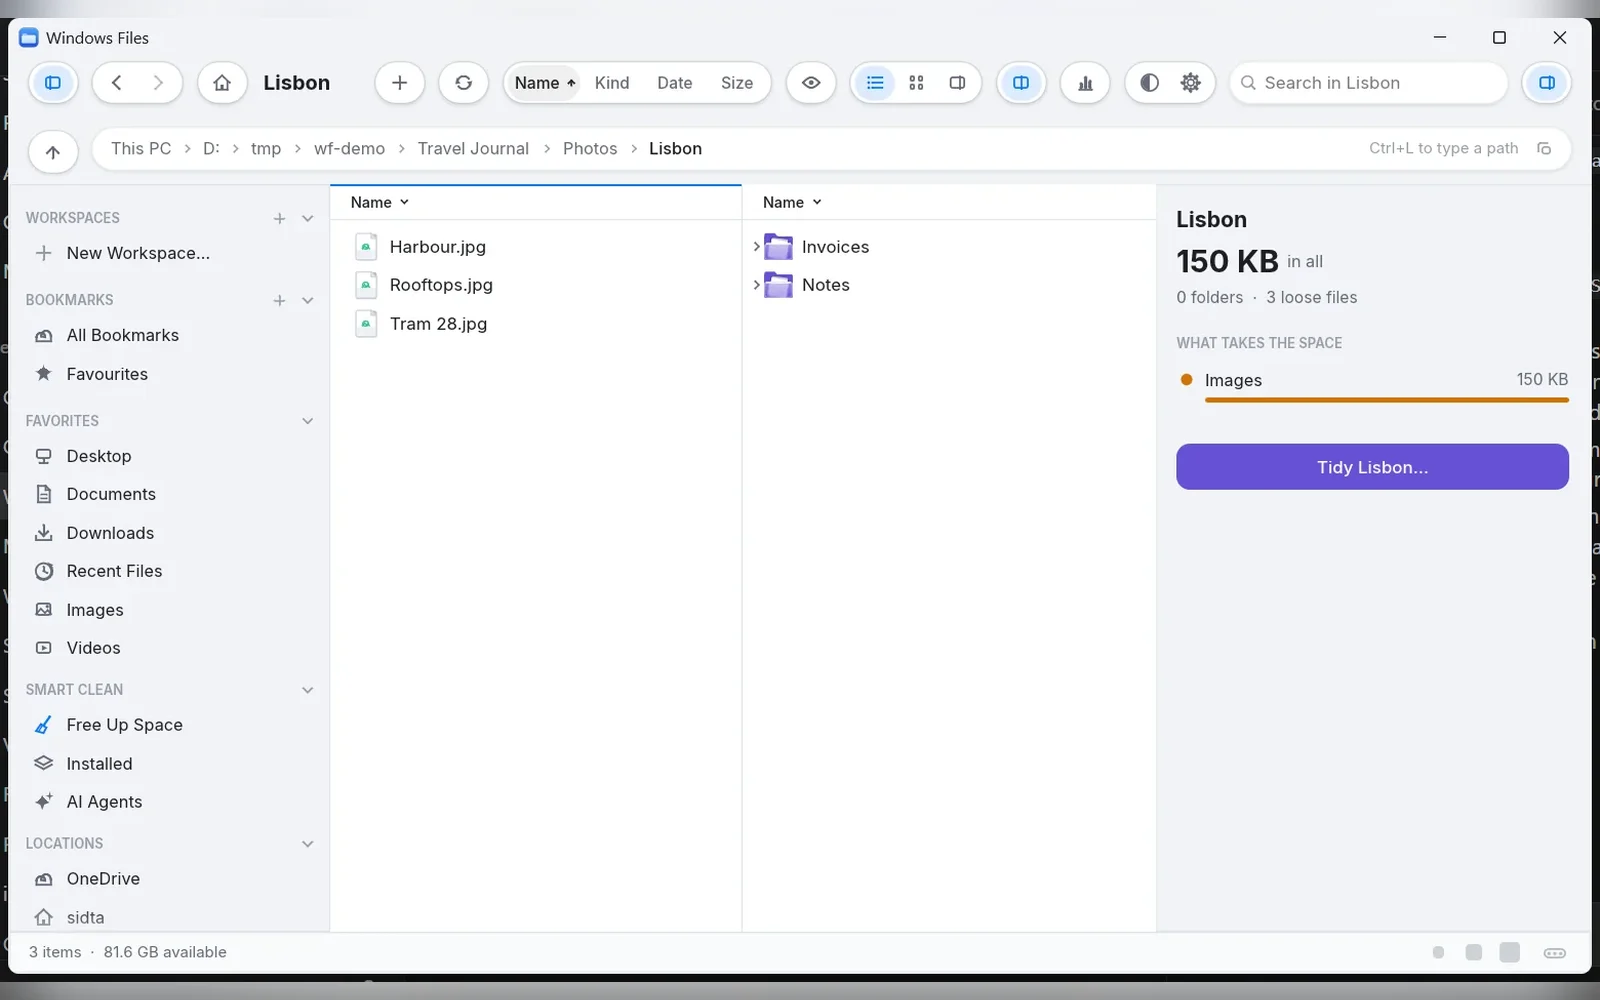 Windows Files
Lisbon
Name Kind Date Size
Search in Lisbon
This PC > D: > tmp > wf-demo > Travel Journal > Photos > Lisbon
Ctrl+L to type a path
WORKSPACES
New Workspace...
BOOKMARKS
All Bookmarks
Favourites
FAVORITES
Desktop
Documents
Downloads
Recent Files
Images
Videos
SMART CLEAN
Free Up Space
Installed
AI Agents
LOCATIONS
OneDrive
sidta
Name
Harbour.jpg
Rooftops.jpg
Tram 28.jpg
Name
Invoices
Notes
Lisbon
150 KB in all
0 folders · 3 loose files
WHAT TAKES THE SPACE
Images 150 KB
Tidy Lisbon...
3 items · 81.6 GB available